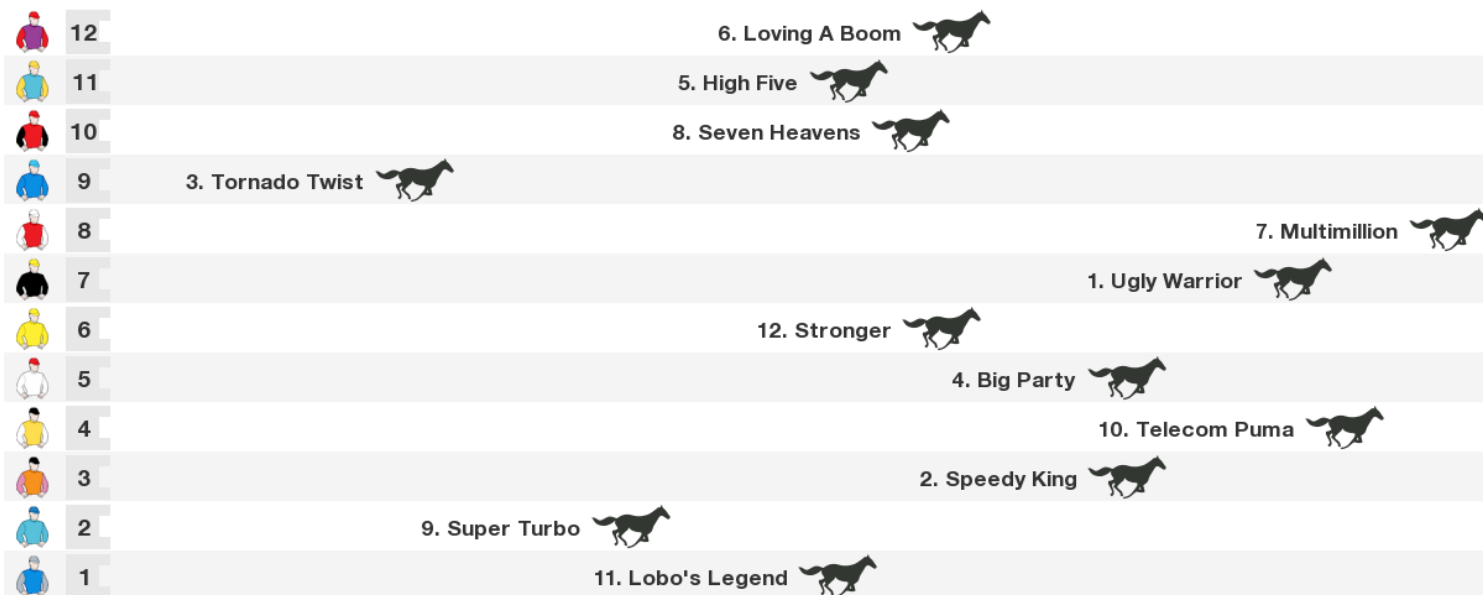 12 6. Loving A Boom
11 5. High Five
10 8. Seven Heavens
9 3. Tornado Twist
8 7. Multimillion
7 1. Ugly Warrior
6 12. Stronger
5 4. Big Party
4 10. Telecom Puma
3 2. Speedy King
2 9. Super Turbo
1 11. Lobo's Legend